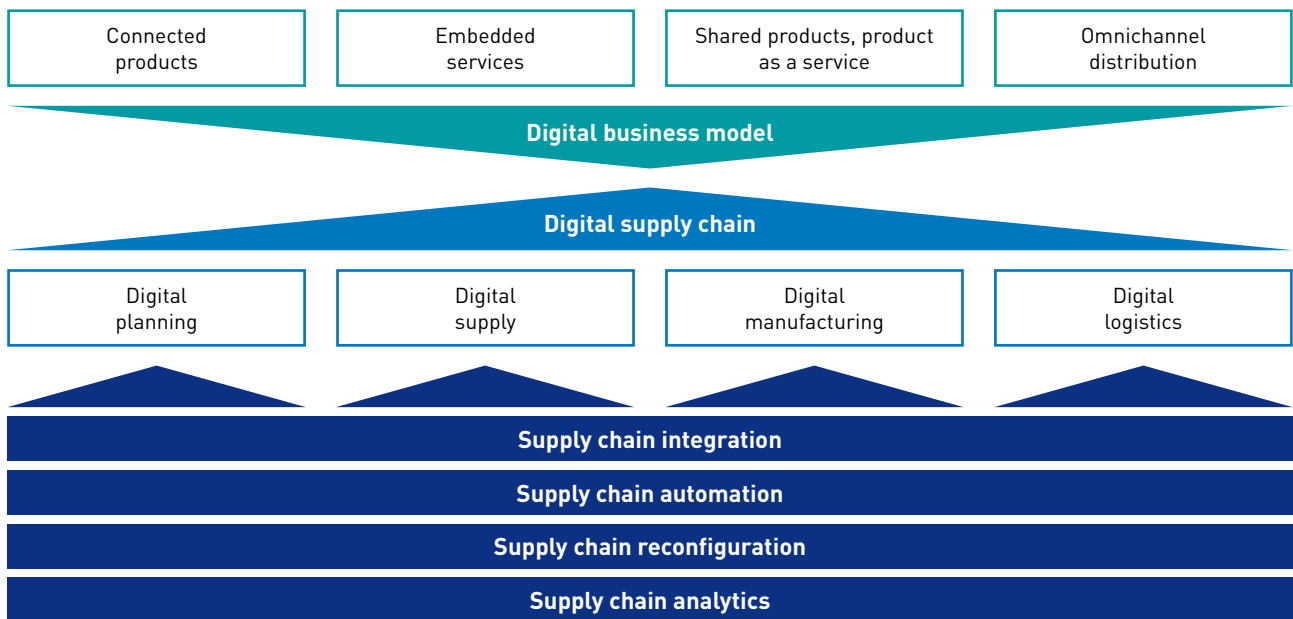 Connected
products
Embedded
services
Shared products, product
as a service
Omnichannel
distribution
Digital business model
Digital supply chain
Digital
planning
Digital
supply
Digital
manufacturing
Digital
logistics
Supply chain integration
Supply chain automation
Supply chain reconfiguration
Supply chain analytics